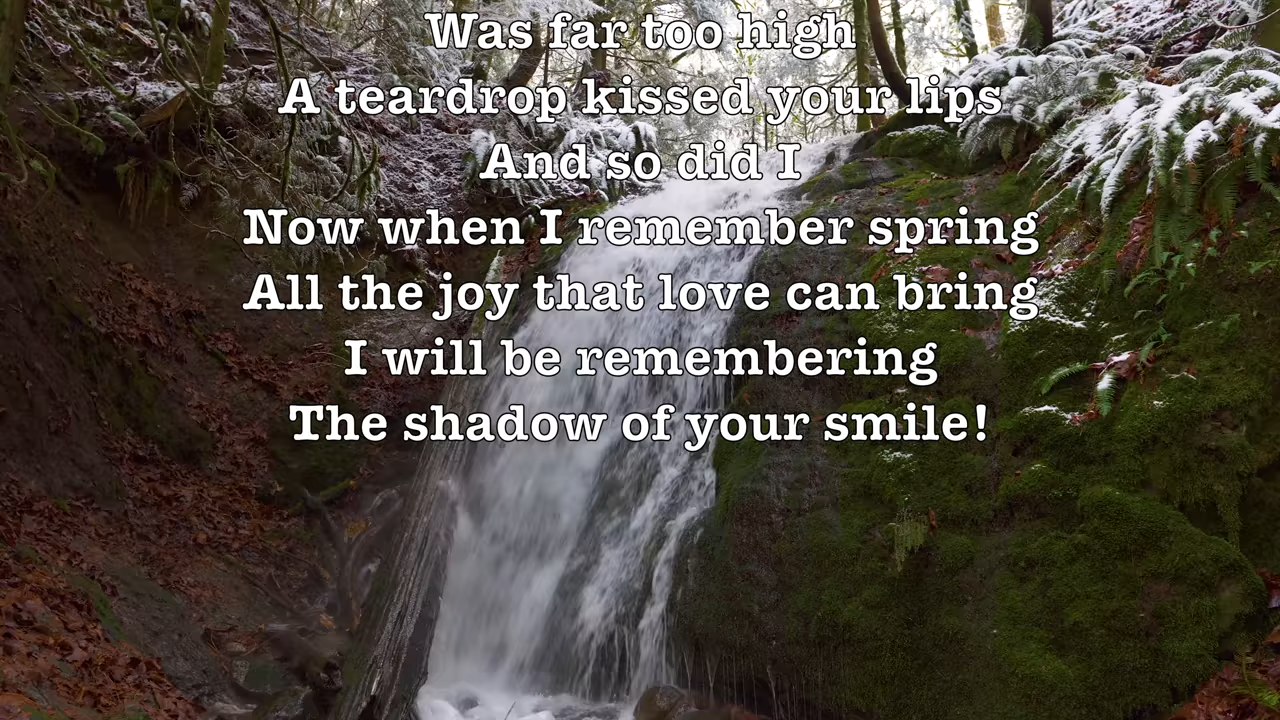 Was far too high
A teardrop kissed your lips
And so did I
Now when I remember spring
All the joy that love can bring
I will be remembering
The shadow of your smile!